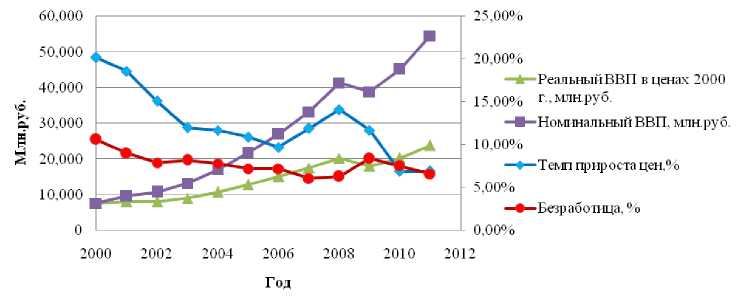 60,000
50,000
40,000
30,000
20,000
10,000
0
Млн.руб.
2000
2002
2004
2006
2008
2010
2012
Год
25,00%
20,00%
15,00%
10,00%
5,00%
0,00%
Реальный ВВП в ценах 2000
г., млн.руб.
Номинальный ВВП, млн.руб.
Темп прироста цен,%
Безработица, %